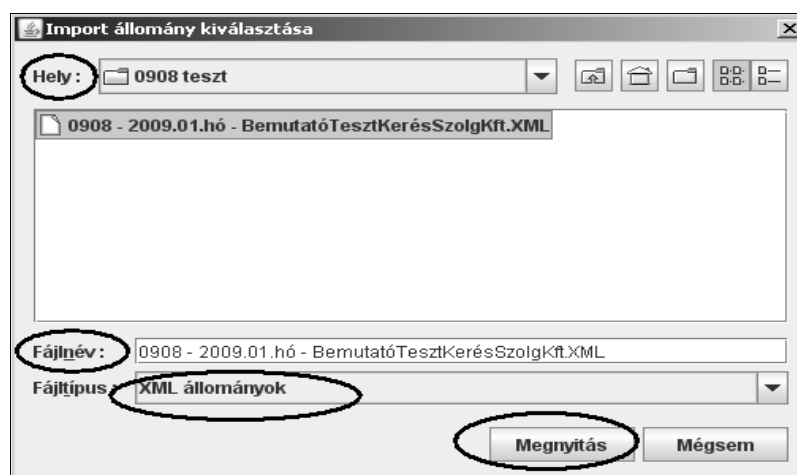 Import állomány kiválasztása
Hely: 0908 teszt
0908 - 2009.01.hó - BemutatóTesztKerésSzolgKft.XML
Fájlnév: 0908 - 2009.01.hó - BemutatóTesztKerésSzolgKft.XML
Fájltípus: XML állományok
Megnyitás Mégsem